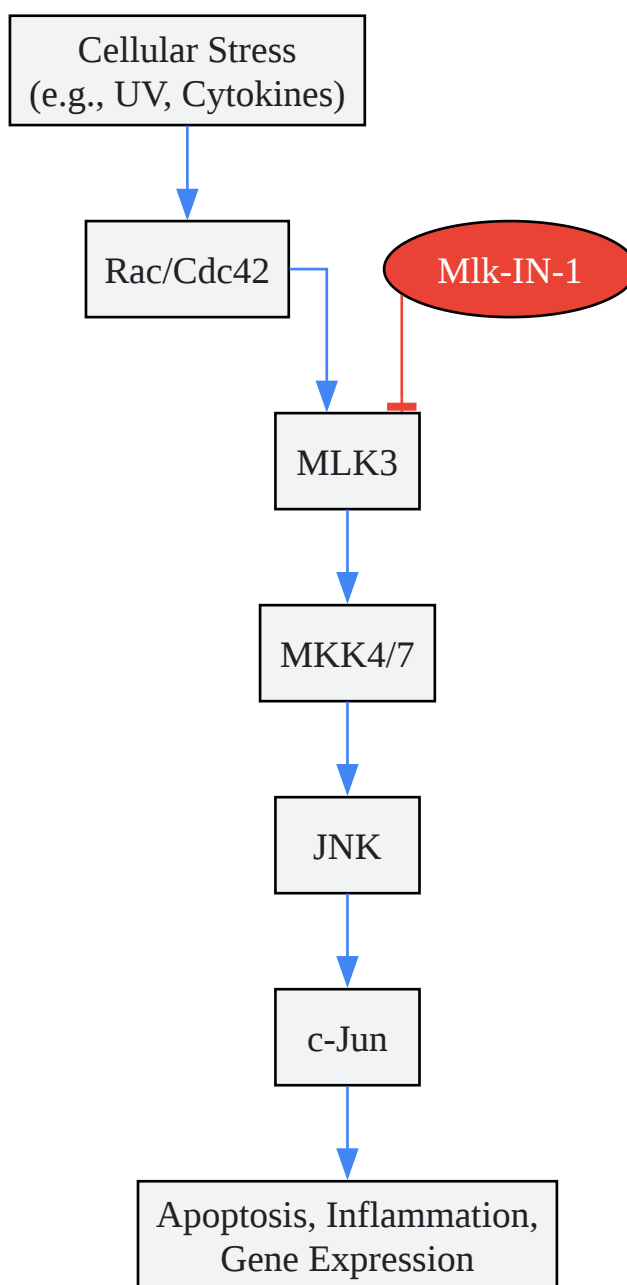 Cellular Stress
(e.g., UV, Cytokines)
Rac/Cdc42
Mlk-IN-1
MLK3
MKK4/7
JNK
c-Jun
Apoptosis, Inflammation,
Gene Expression